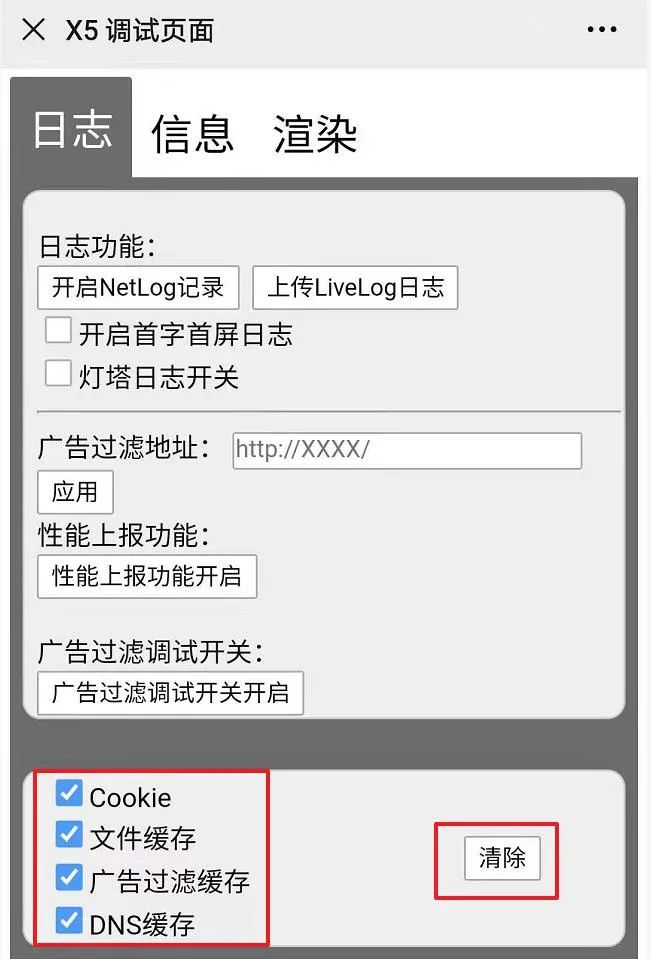 X5 调试页面
日志 信息 渲染
日志功能：
开启NetLog记录 上传LiveLog日志
开启首字首屏日志
灯塔日志开关
广告过滤地址： http://XXXX/
应用
性能上报功能：
性能上报功能开启
广告过滤调试开关：
广告过滤调试开关开启
Cookie
文件缓存
清除
广告过滤缓存
DNS缓存